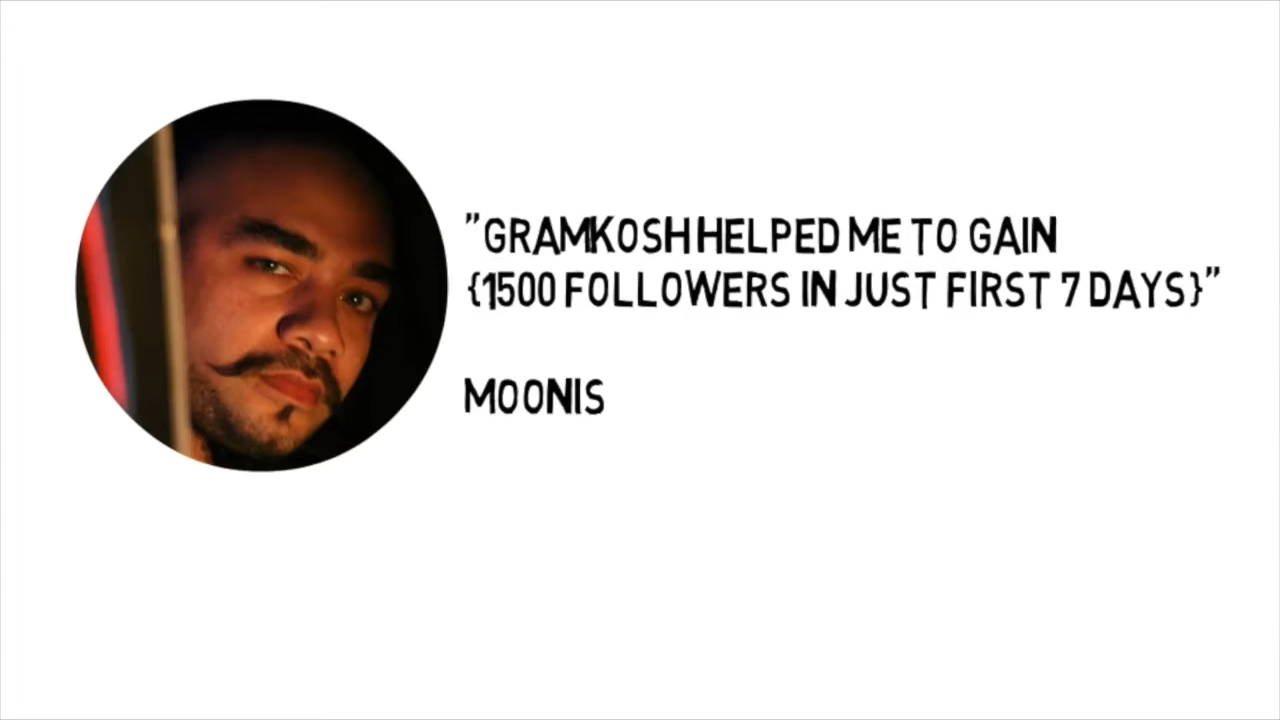 "GRAMKOSH HELPED ME TO GAIN
{1500 FOLLOWERS IN JUST FIRST 7 DAYS}"
MOONIS